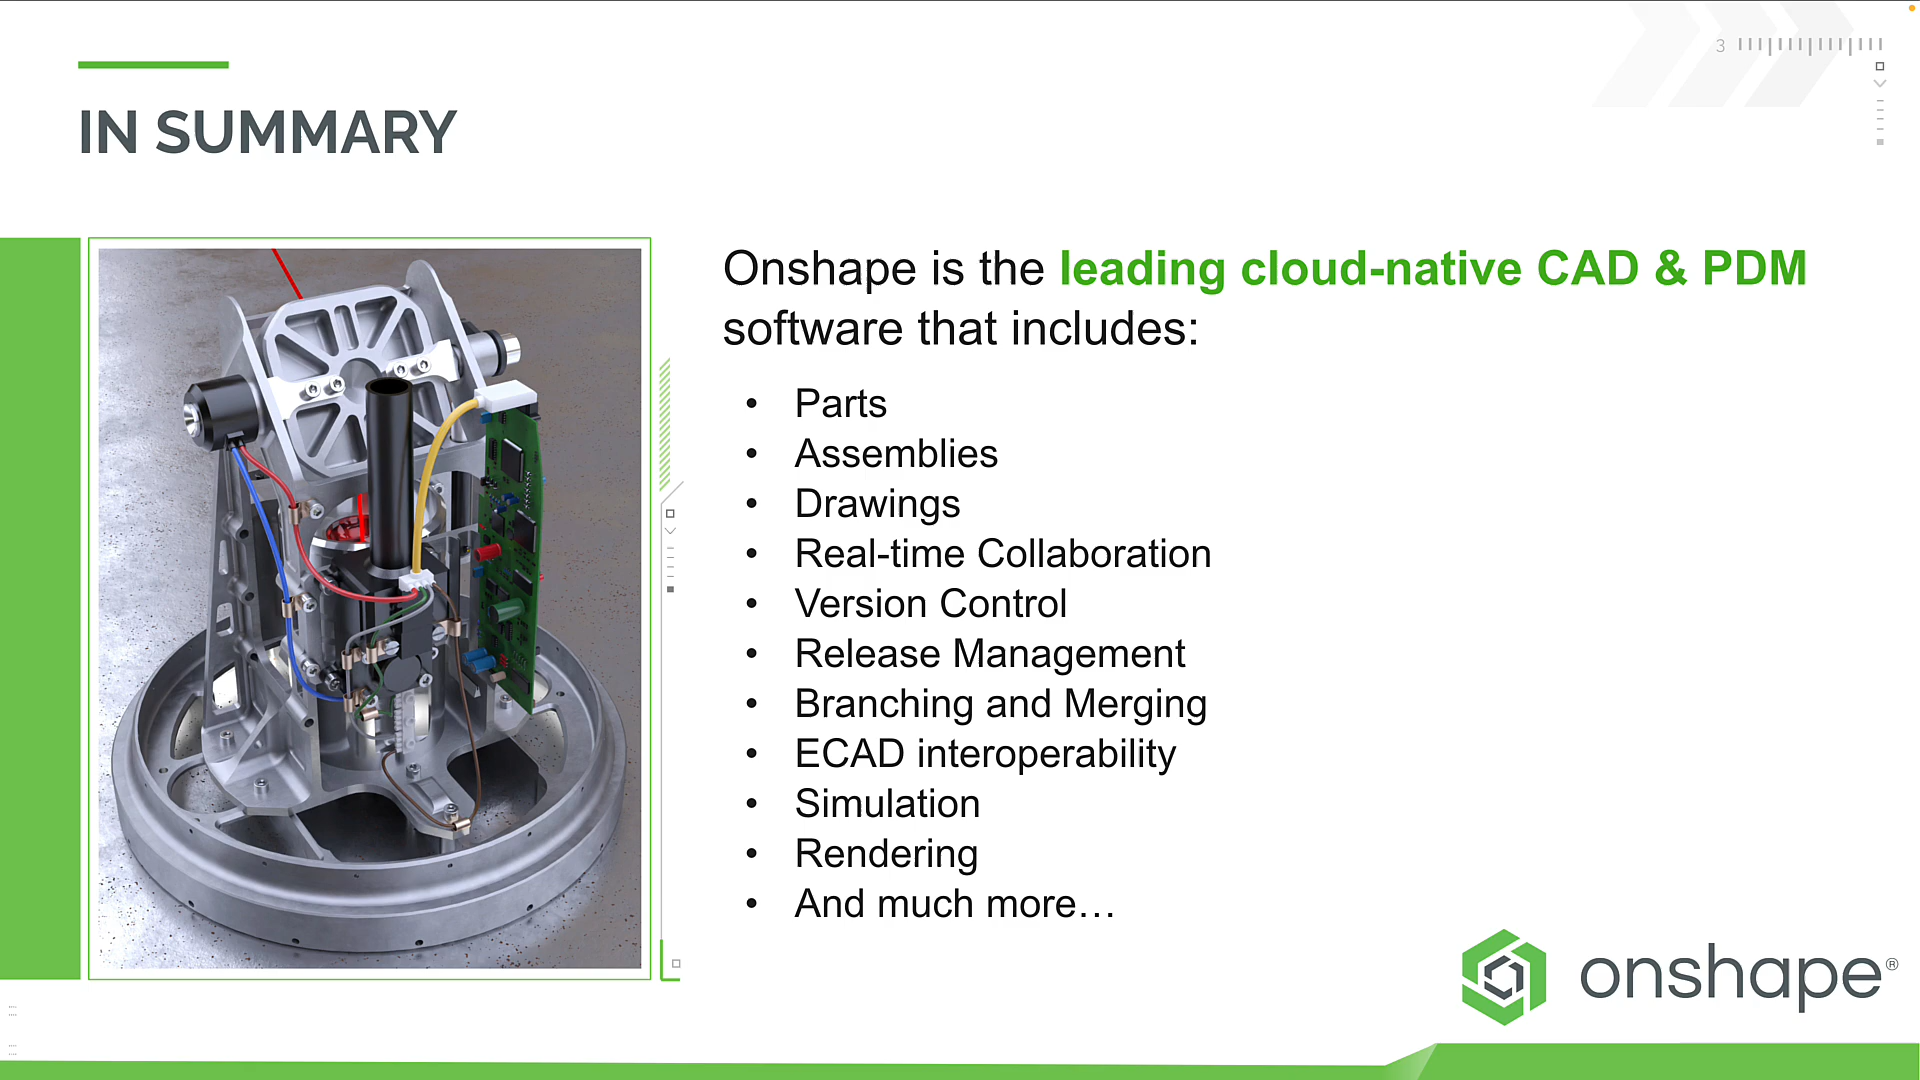 3
IN SUMMARY
Onshape is the leading cloud-native CAD & PDM
software that includes:
• Parts
• Assemblies
• Drawings
• Real-time Collaboration
• Version Control
• Release Management
• Branching and Merging
• ECAD interoperability
• Simulation
• Rendering
• And much more…
onshape®